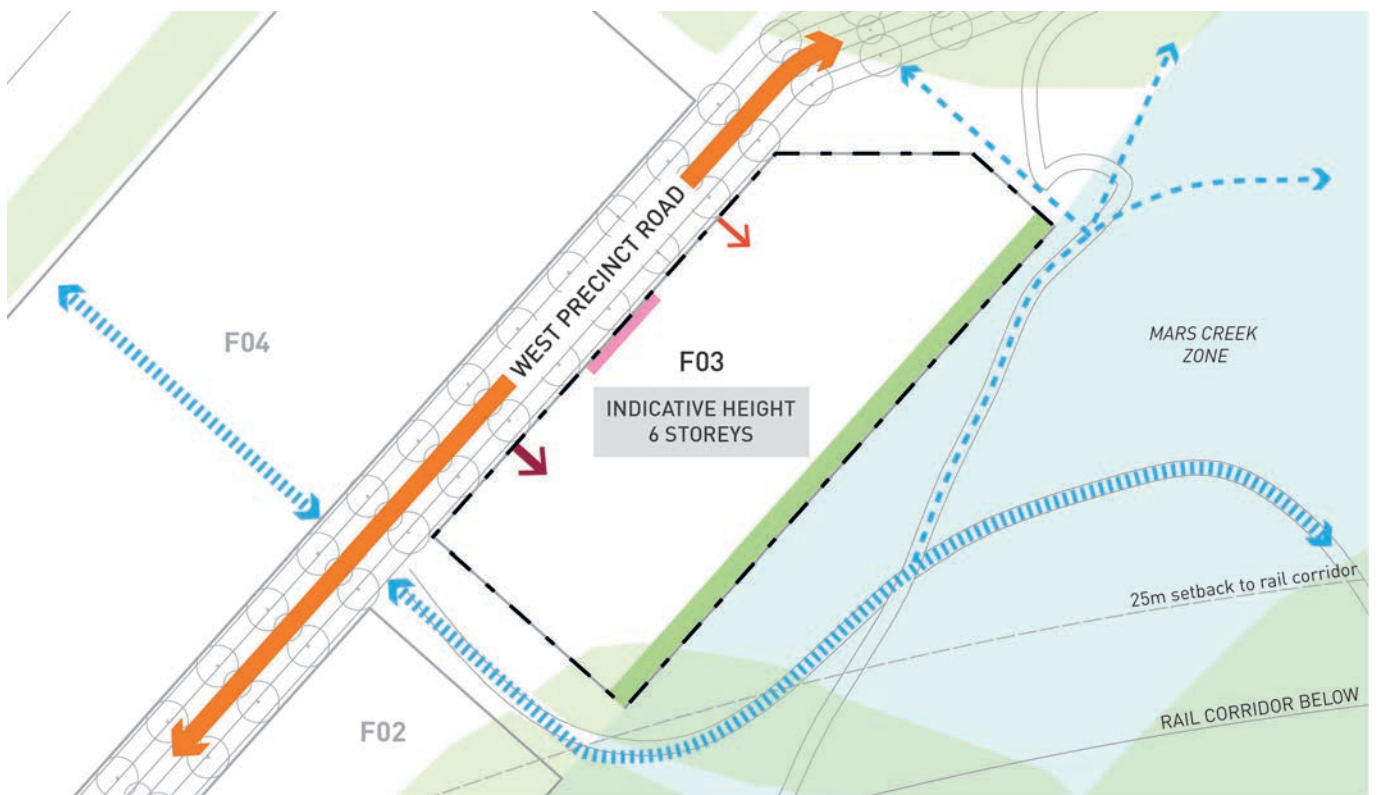 WEST PRECINCT ROAD
F04
F03
INDICATIVE HEIGHT
6 STOREYS
MARS CREEK
ZONE
25m setback to rail corridor
RAIL CORRIDOR BELOW
F02